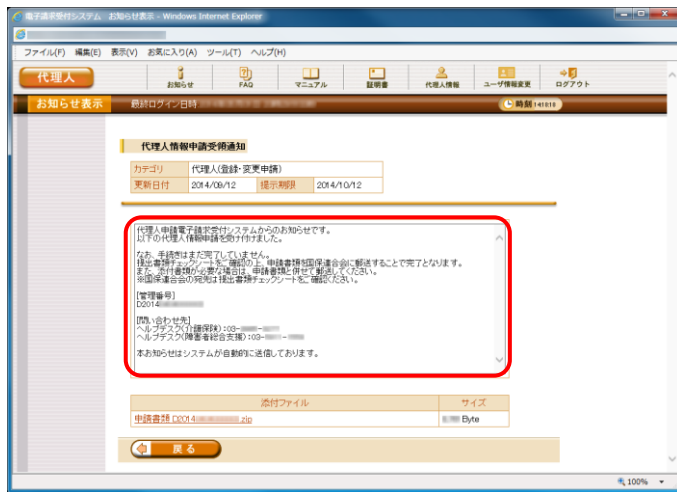 電子請求受付システム お知らせ表示 - Windows Internet Explorer
ファイル(F) 編集(E) 表示(V) お気に入り(A) ツール(T) ヘルプ(H)
代理人
お知らせ FAQ マニュアル 証明書 代理人情報 ユーザ情報変更 ログアウト
お知らせ表示 最終ログイン日時
時刻 141819
代理人情報申請受領通知
カテゴリ 代理人(登録・変更申請)
更新日付 2014/09/12 提示期限 2014/10/12
代理人申請電子請求受付システムからのお知らせです。
以下の代理人情報申請を受け付けました。
なお、手続きはまだ完了していません。
提出書類チェックシートをご確認の上、申請書類を国保連合会に郵送することで完了となります。
また、添付書類が必要な場合は、申請書類と併せて郵送してください。
※国保連合会の宛先は提出書類チェックシートをご確認ください。
[管理番号]
D2014
[問い合わせ先]
ヘルプデスク(介護保険):03-
ヘルプデスク(障害者総合支援):03-
本お知らせはシステムが自動的に送信しております。
添付ファイル サイズ
申請書類 D2014 .zip Byte
戻る
100%